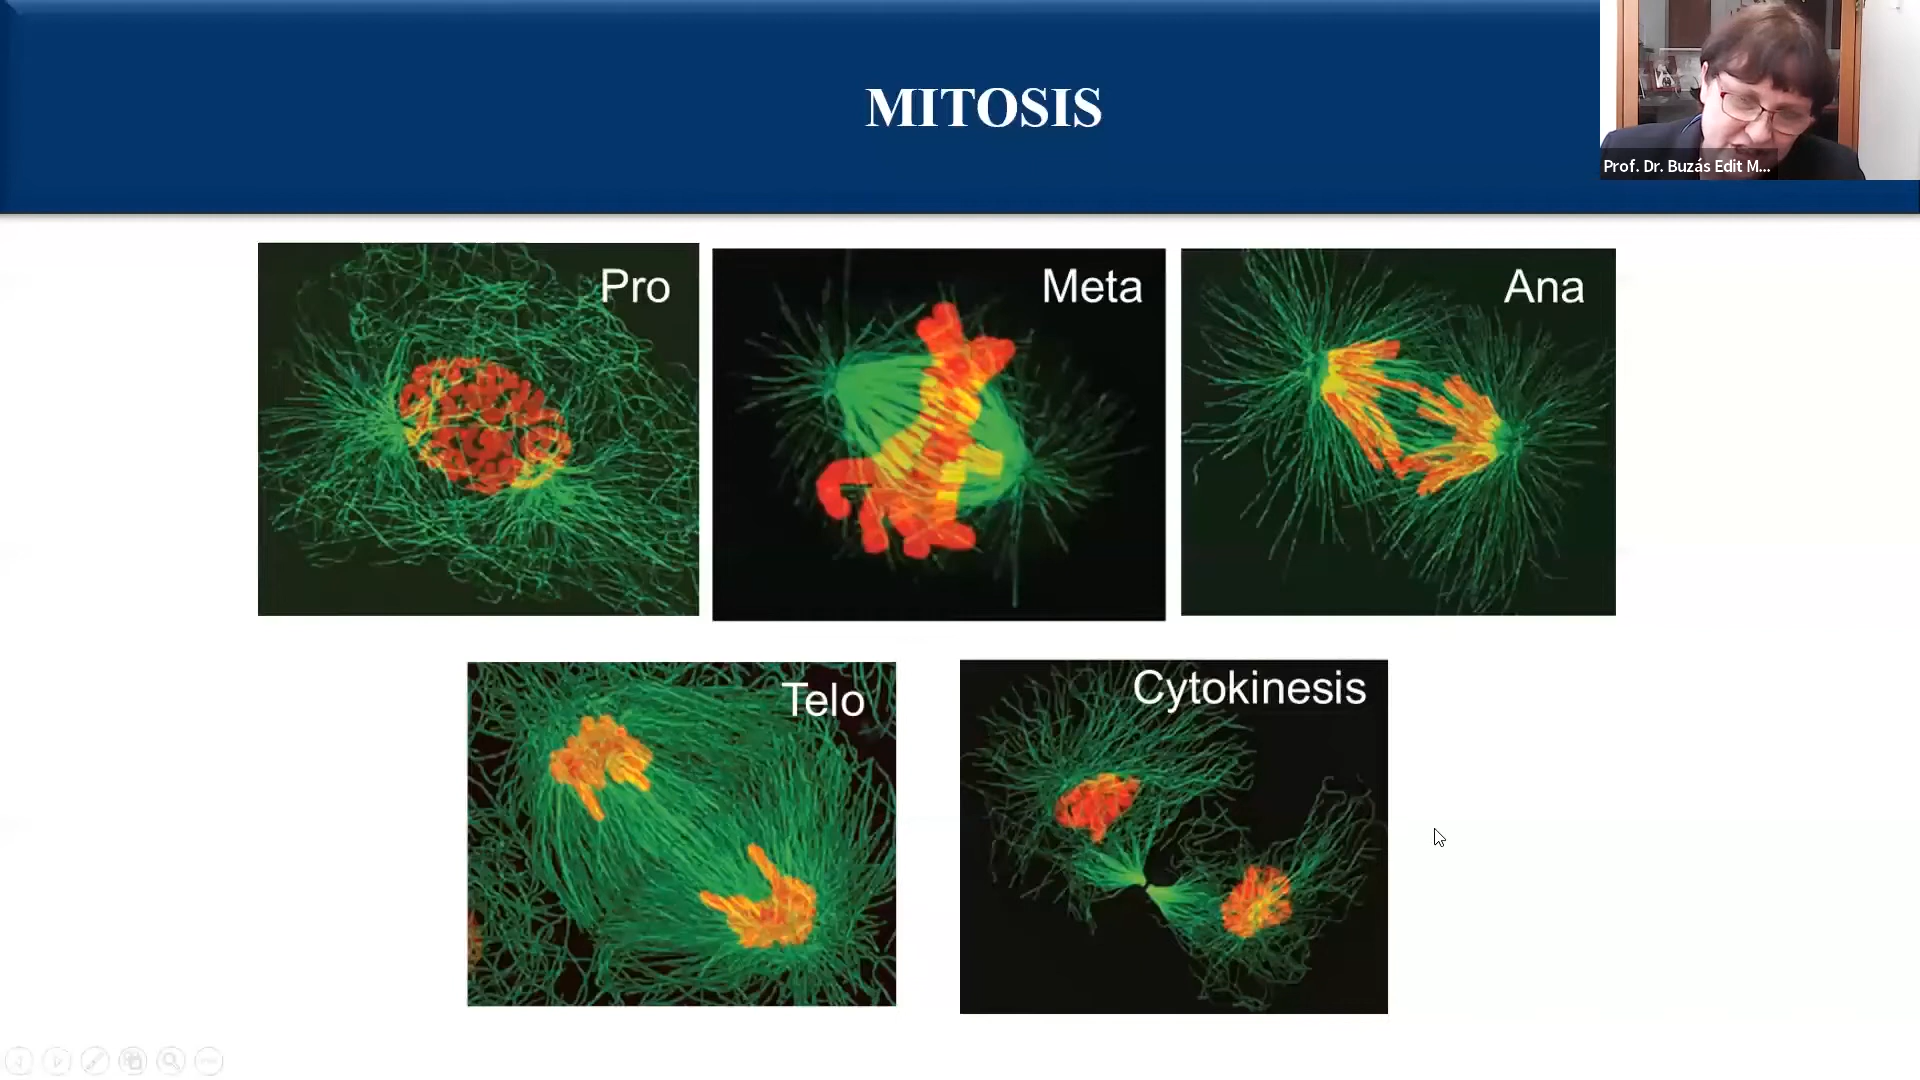 MITOSIS
Prof. Dr. Buzás Edit M...
Pro
Meta
Ana
Telo
Cytokinesis